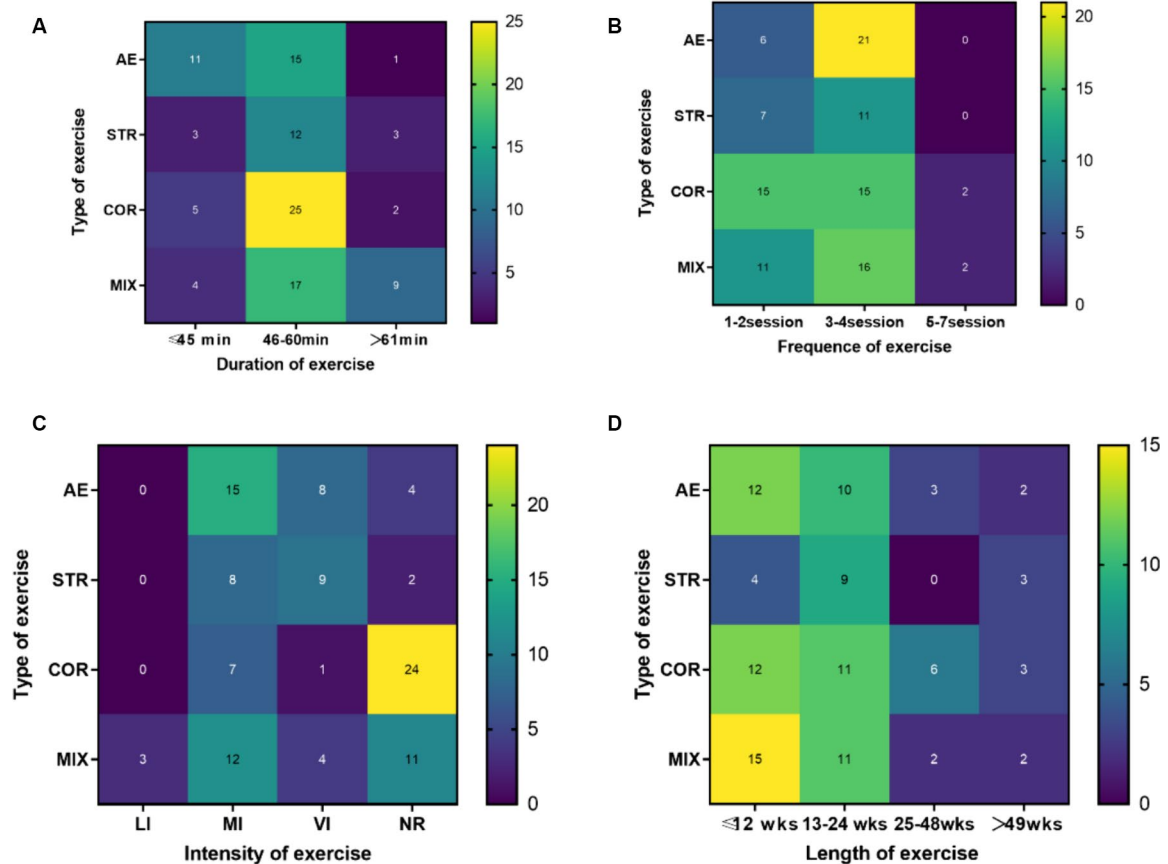 A
AE 11 15 1
STR 3 12 3
COR 5 25 2
MIX 4 17 9
≤45 min 46-60min >61min
Duration of exercise
Type of exercise
25
20
15
10
5
B
AE 6 21 0
STR 7 11 0
COR 15 15 2
MIX 11 16 2
1-2session 3-4session 5-7session
Frequence of exercise
Type of exercise
20
15
10
5
0
C
AE 0 15 8 4
STR 0 8 9 2
COR 0 7 1 24
MIX 3 12 4 11
LI MI VI NR
Intensity of exercise
Type of exercise
20
15
10
5
0
D
AE 12 10 3 2
STR 4 9 0 3
COR 12 11 6 3
MIX 15 11 2 2
≤12 wks 13-24 wks 25-48wks >49wks
Length of exercise
Type of exercise
15
10
5
0